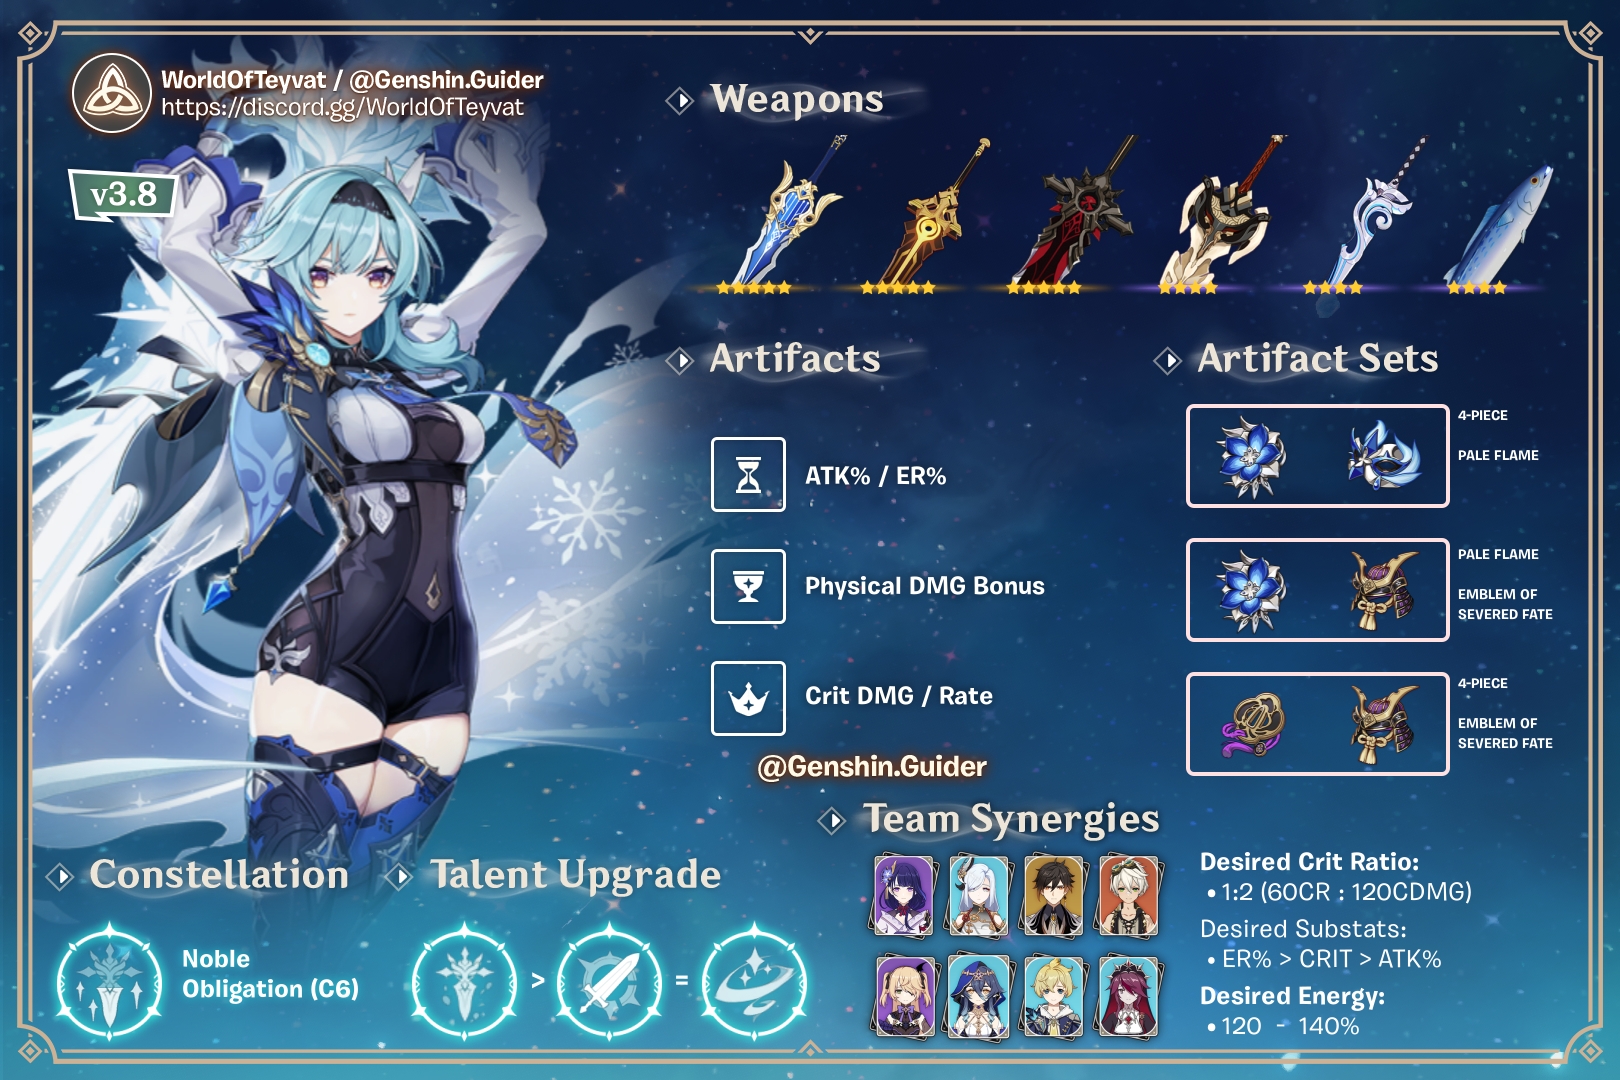 WorldOfTeyvat / @Genshin.Guider
https://discord.gg/WorldOfTeyvat
v3.8
Weapons
Artifacts
ATK% / ER%
Physical DMG Bonus
Crit DMG / Rate
@Genshin.Guider
Artifact Sets
4-PIECE
PALE FLAME
PALE FLAME
EMBLEM OF
SEVERED FATE
4-PIECE
EMBLEM OF
SEVERED FATE
Constellation
Noble
Obligation (C6)
Talent Upgrade
> =
Team Synergies
Desired Crit Ratio:
• 1:2 (60CR : 120CDMG)
Desired Substats:
• ER% > CRIT > ATK%
Desired Energy:
• 120 - 140%